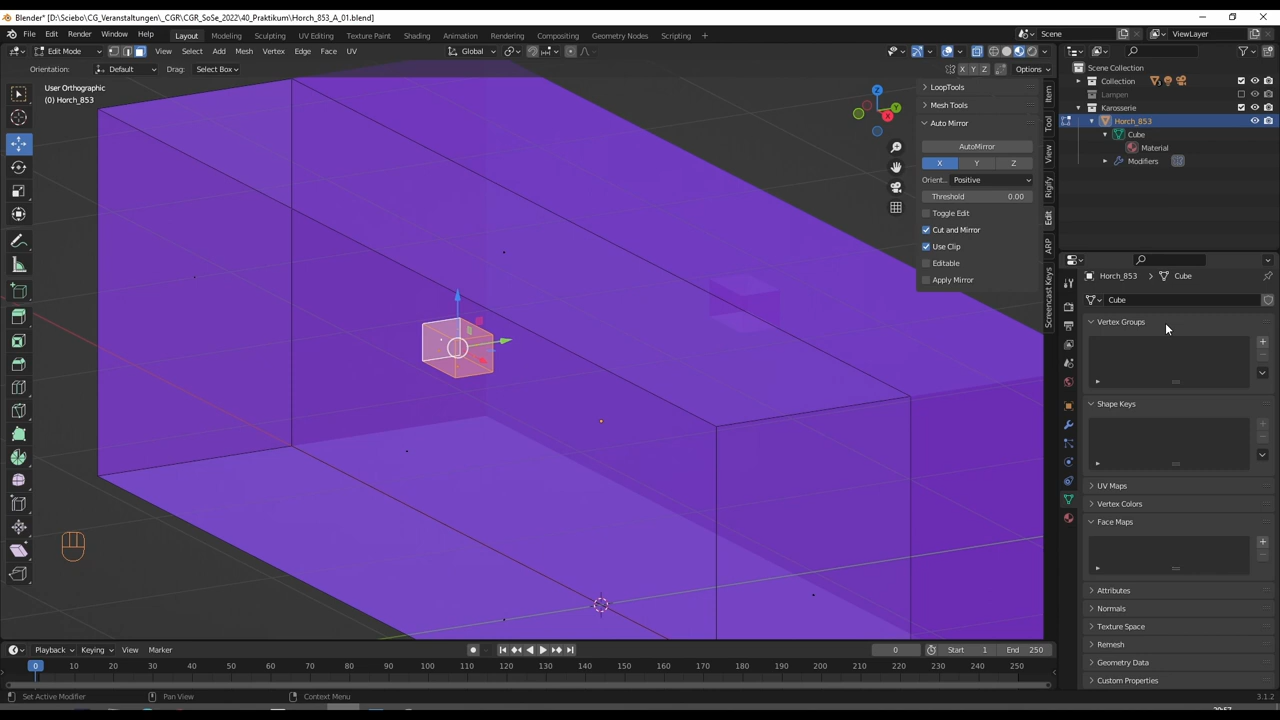 Blender* [D:\Sciebo\CG_Veranstaltungen\_CGR\CGR_SoSe_2022\40_Praktikum\Horch_853_A_01.blend]
File Edit Render Window Help Layout Modeling Sculpting UV Editing Texture Paint Shading Animation Rendering Compositing Geometry Nodes Scripting + Scene ViewLayer
Edit Mode View Select Add Mesh Vertex Edge Face UV Global
Orientation: Default Drag: Select Box X Y Z Options
User Orthographic
(0) Horch_853
Z
Y
X
LoopTools
Mesh Tools
Auto Mirror
AutoMirror
X Y Z
Orient... Positive
Threshold 0.00
Toggle Edit
Cut and Mirror
Use Clip
Editable
Apply Mirror
Item
Tool
View
Rigify
Edit
ARP
Screencast Keys
Scene Collection
Collection
Lampen
Karosserie
Horch_853
Cube
Material
Modifiers
Horch_853 Cube
Cube
Vertex Groups
Shape Keys
UV Maps
Vertex Colors
Face Maps
Attributes
Normals
Texture Space
Remesh
Geometry Data
Custom Properties
Playback Keying View Marker 0 Start 1 End 250
0 10 20 30 40 50 60 70 80 90 100 110 120 130 140 150 160 170 180 190 200 210 220 230 240 250
Set Active Modifier Pan View Context Menu 3.1.2